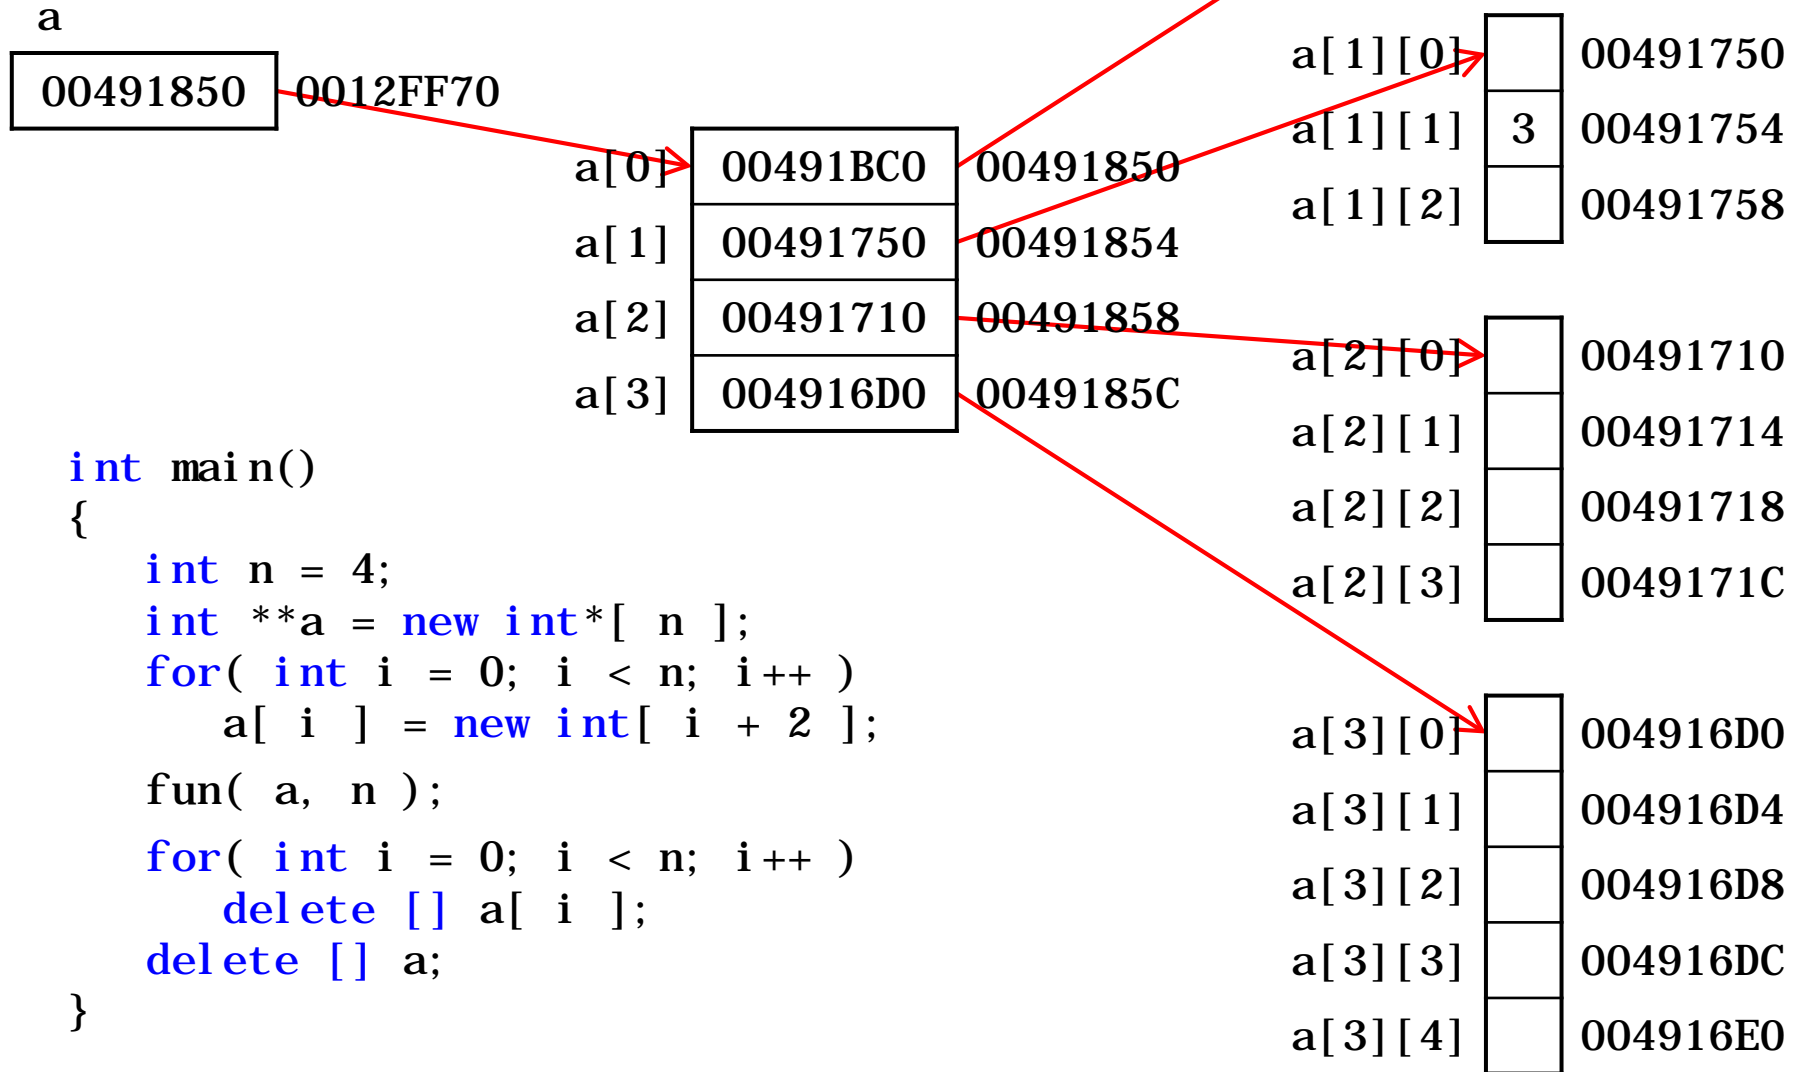 a
00491850 0012FF70
a[0] 00491BC0 00491850
a[1] 00491750 00491854
a[2] 00491710 00491858
a[3] 004916D0 0049185C
a[1][0] 00491750
a[1][1] 3 00491754
a[1][2] 00491758
a[2][0] 00491710
a[2][1] 00491714
a[2][2] 00491718
a[2][3] 0049171C
a[3][0] 004916D0
a[3][1] 004916D4
a[3][2] 004916D8
a[3][3] 004916DC
a[3][4] 004916E0
int main()
{
int n = 4;
int **a = new int*[ n ];
for( int i = 0; i < n; i++ )
a[ i ] = new int[ i + 2 ];
fun( a, n );
for( int i = 0; i < n; i++ )
delete [] a[ i ];
delete [] a;
}